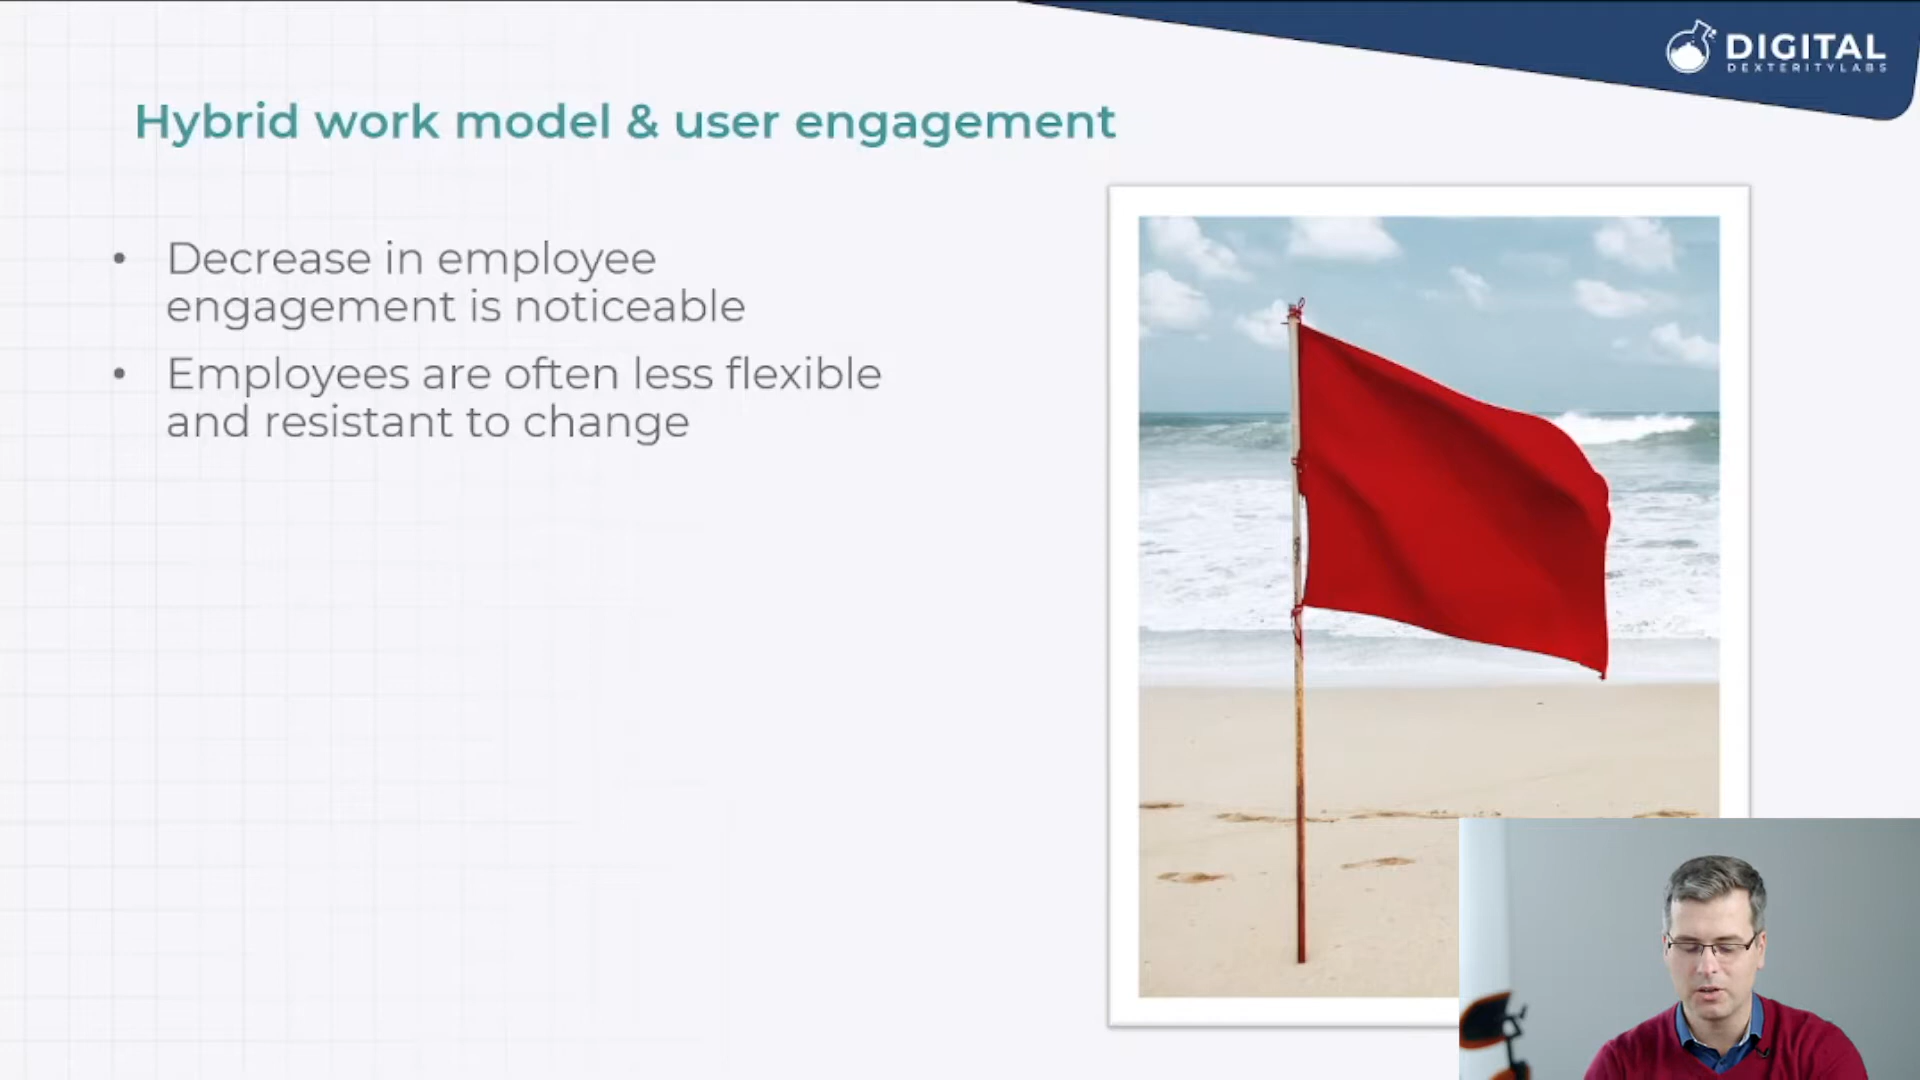 DIGITAL
DEXTERITYLABS
Hybrid work model & user engagement
• Decrease in employee
engagement is noticeable
• Employees are often less flexible
and resistant to change